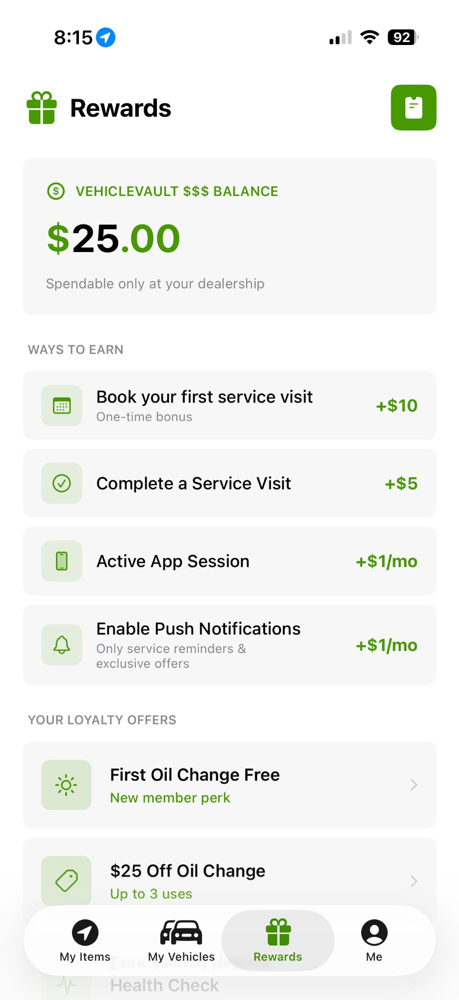 8:15
92
Rewards
VEHICLEVAULT $$$ BALANCE
$25.00
Spendable only at your dealership
WAYS TO EARN
Book your first service visit
One-time bonus
+$10
Complete a Service Visit
+$5
Active App Session
+$1/mo
Enable Push Notifications
Only service reminders &
exclusive offers
+$1/mo
YOUR LOYALTY OFFERS
First Oil Change Free
New member perk
$25 Off Oil Change
Up to 3 uses
My Items
My Vehicles
Rewards
Me
Health Check